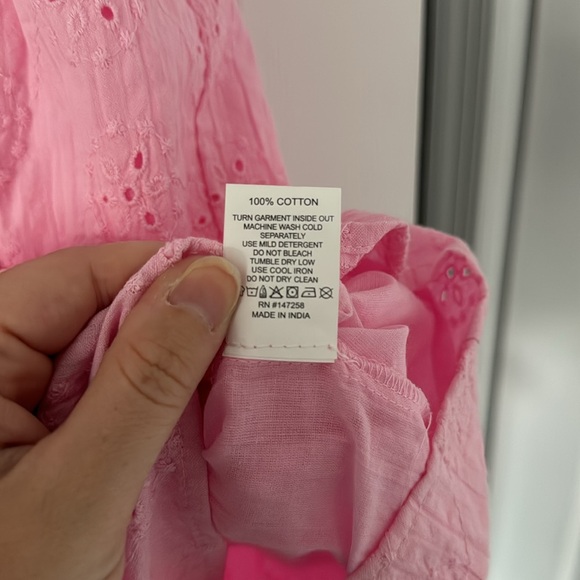 100% COTTON
TURN GARMENT INSIDE OUT
MACHINE WASH COLD
SEPARATELY
USE MILD DETERGENT
DO NOT BLEACH
TUMBLE DRY LOW
USE COOL IRON
DO NOT DRY CLEAN
RN #147258
MADE IN INDIA